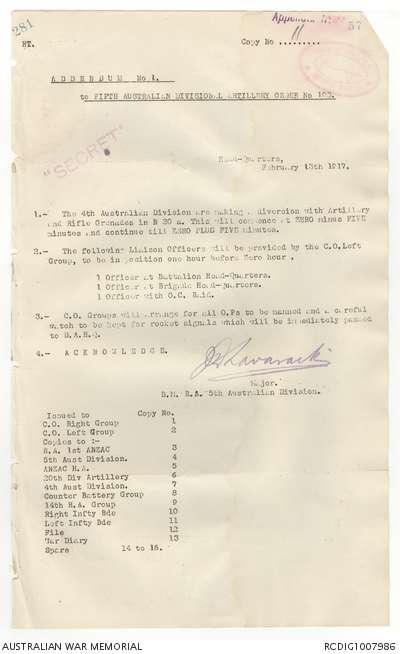 281
Appendix
57
BT.
Copy No .........
11
A D D E N D U M   No 1.
to FIFTH AUSTRALIAN DIVISIONAL ARTILLERY ORDER No
"SECRET"
Head-Quarters,
February 13th 1917.
1.- The 4th Australian Division are making a diversion with Artillery
and Rifle Grenades in N 20 a. This will commence at ZERO minus FIVE
minutes and continue till ZERO PLUS FIVE minutes.
2.- The following Liaison Officers will be provided by the C.O.Left
Group, to be in position one hour before Zero hour ,
1 Officer at Battalion Head-Quarters.
1 Officer at Brigade Head-Quarters.
1 Officer with O.C. Raid.
3.- C.O. Groups will arrange for all O.Ps to be manned and a careful
watch to be kept for rocket signals which will be immediately passed
to D.A.H.Q.
4.- A C K N O W L E D G E.
Major.
B.M. R.A. 5th Australian Division.
Issued to Copy No.
C.O. Right Group 1
C.O. Left Group 2
Copies to :-
R.A. 1st ANZAC 3
5th Aust Division. 4
ANZAC H.A. 5
20th Div Artillery 6
4th Aust Division. 7
Counter Battery Group 8
14th H.A. Group 9
Right Infty Bde 10
Left Infty Bde 11
File 12
War Diary 13
Spare 14 to 16.
AUSTRALIAN WAR MEMORIAL
RCDIG1007986